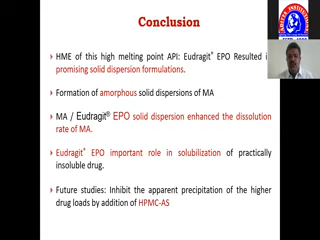 Conclusion
HME of this high melting point API: Eudragit® EPO Resulted i
promising solid dispersion formulations.
Formation of amorphous solid dispersions of MA
MA / Eudragit® EPO solid dispersion enhanced the dissolution
rate of MA.
Eudragit® EPO important role in solubilization of practically
insoluble drug.
Future studies: Inhibit the apparent precipitation of the higher
drug loads by addition of HPMC-AS